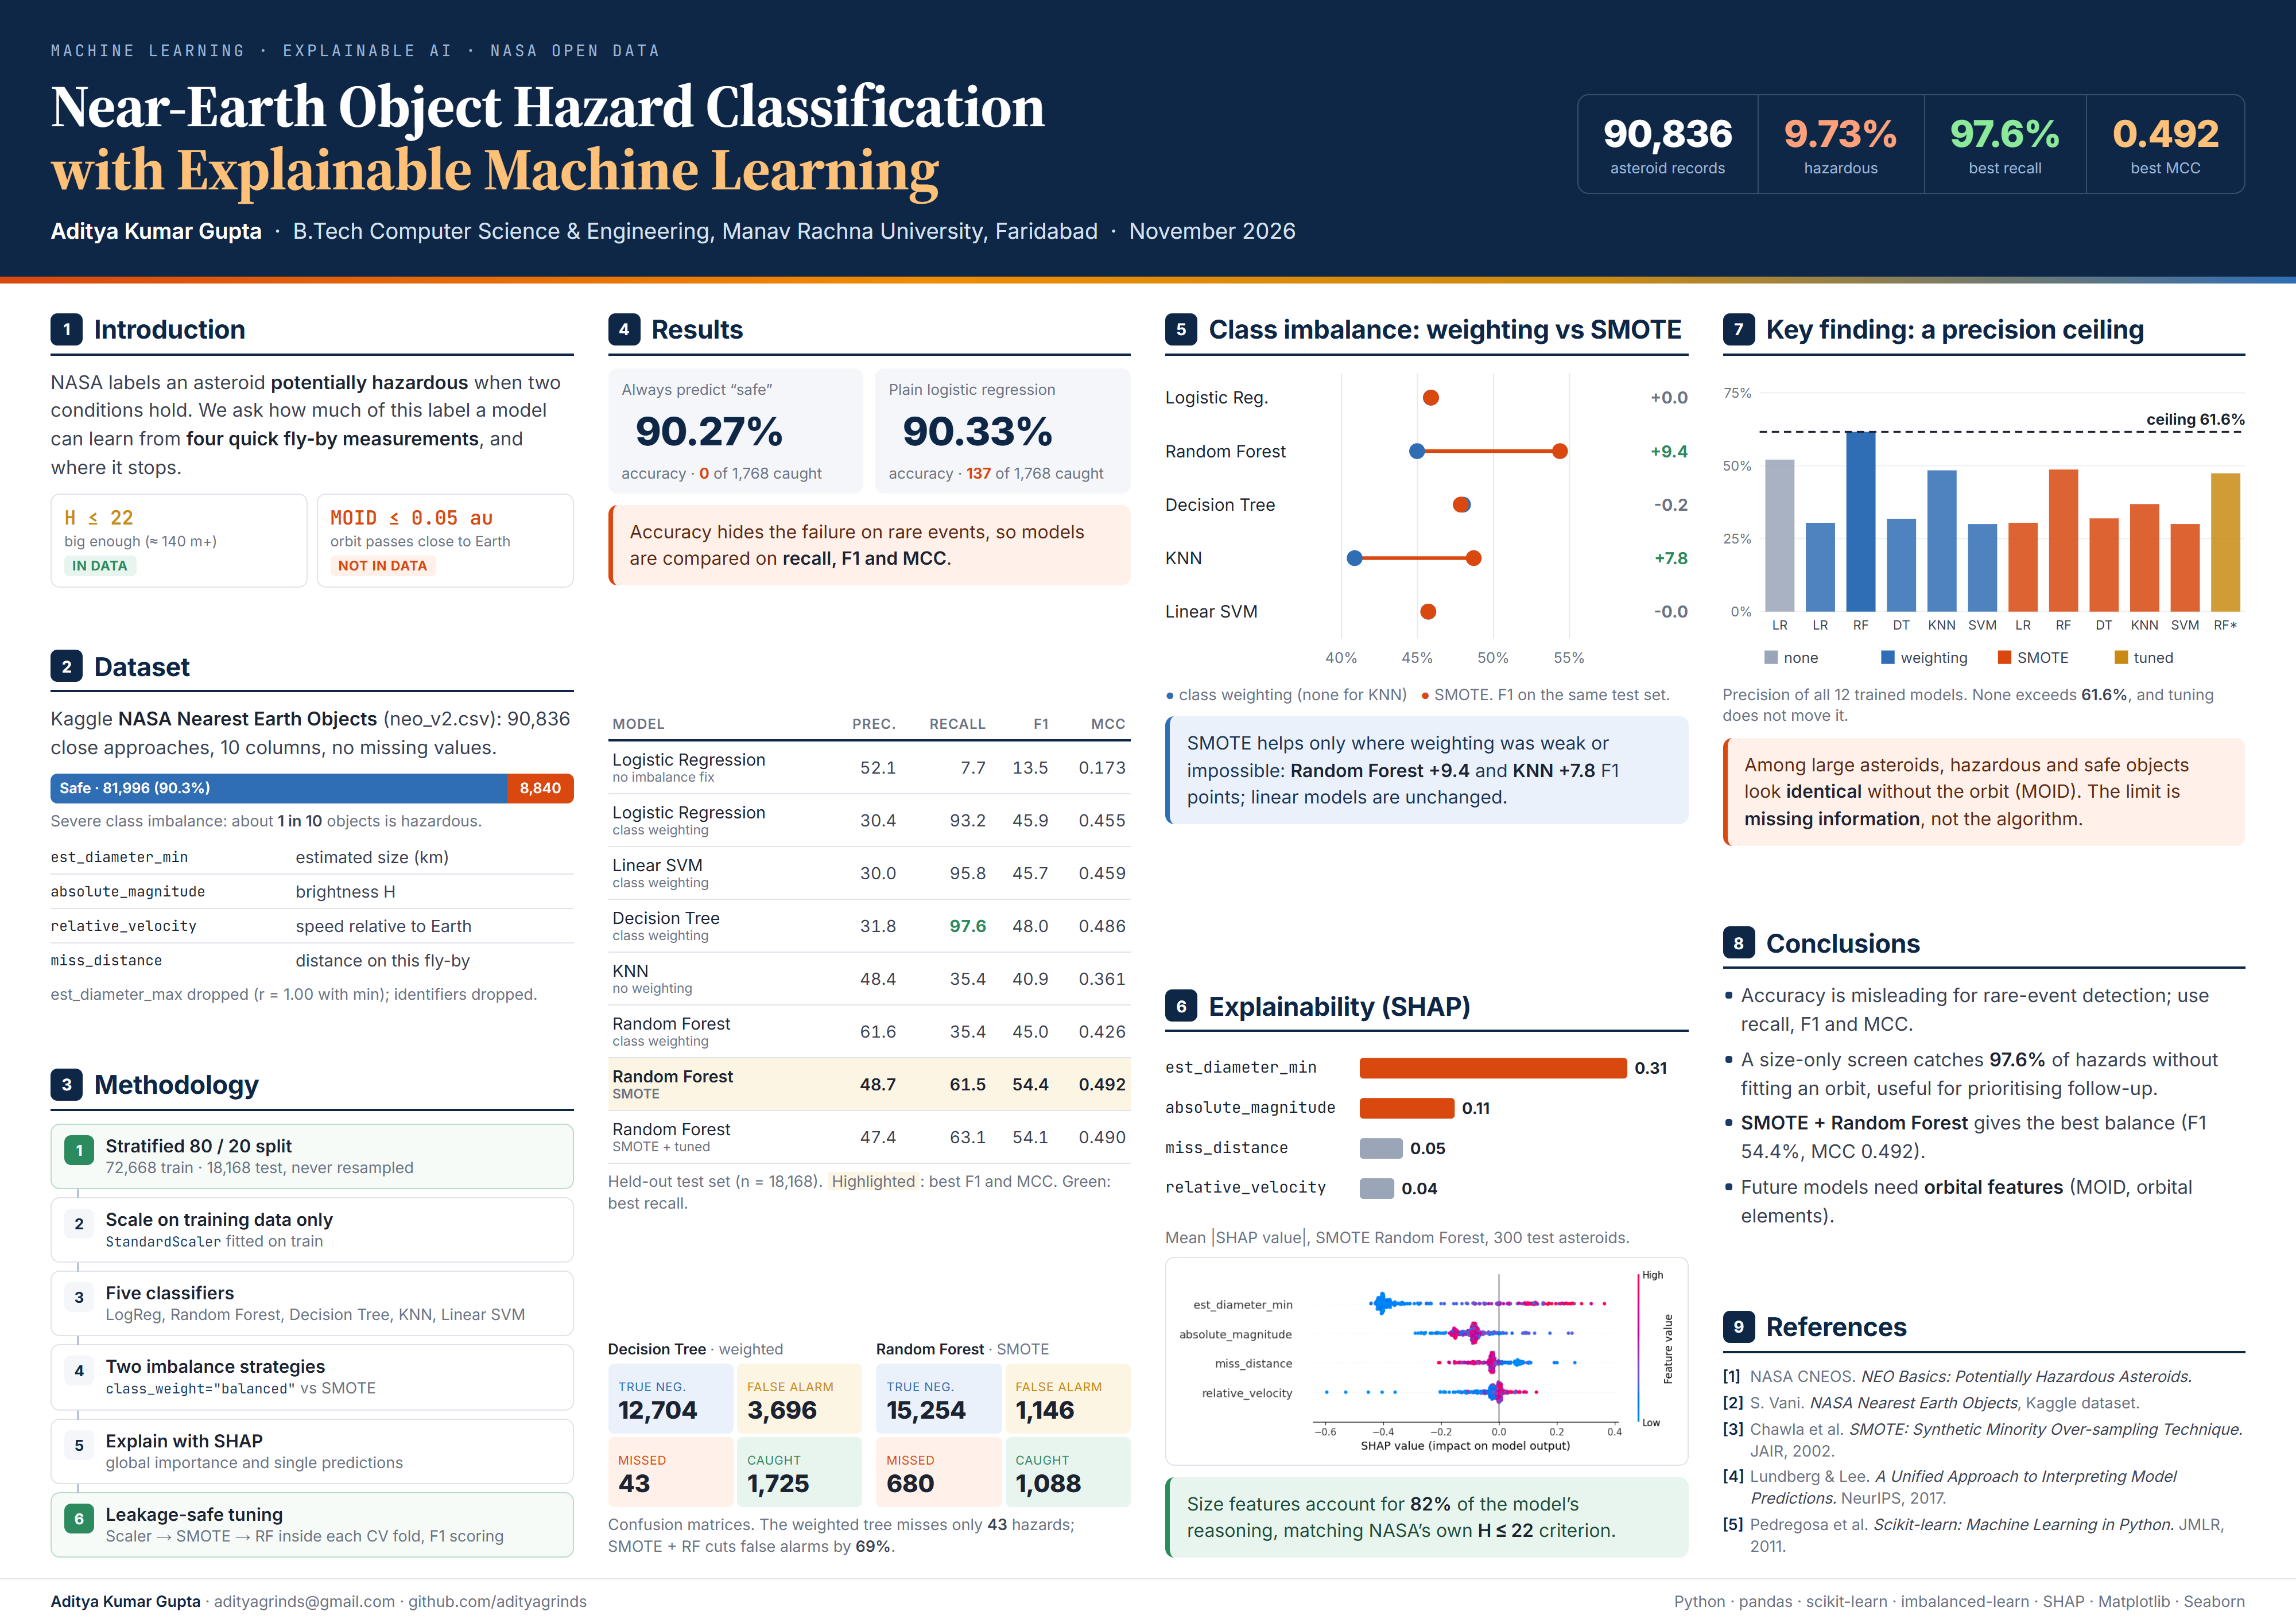 MACHINE LEARNING · EXPLAINABLE AI · NASA OPEN DATA
Near-Earth Object Hazard Classification
with Explainable Machine Learning
Aditya Kumar Gupta · B.Tech Computer Science & Engineering, Manav Rachna University, Faridabad · November 2026
90,836
asteroid records
9.73%
hazardous
97.6%
best recall
0.492
best MCC
1 Introduction
NASA labels an asteroid potentially hazardous when two
conditions hold. We ask how much of this label a model
can learn from four quick fly-by measurements, and
where it stops.
H ≤ 22
big enough (≈ 140 m+)
IN DATA
MOID ≤ 0.05 au
orbit passes close to Earth
NOT IN DATA
2 Dataset
Kaggle NASA Nearest Earth Objects (neo_v2.csv): 90,836
close approaches, 10 columns, no missing values.
Safe · 81,996 (90.3%) 8,840
Severe class imbalance: about 1 in 10 objects is hazardous.
est_diameter_min estimated size (km)
absolute_magnitude brightness H
relative_velocity speed relative to Earth
miss_distance distance on this fly-by
est_diameter_max dropped (r = 1.00 with min); identifiers dropped.
3 Methodology
1 Stratified 80 / 20 split
72,668 train · 18,168 test, never resampled
2 Scale on training data only
StandardScaler fitted on train
3 Five classifiers
LogReg, Random Forest, Decision Tree, KNN, Linear SVM
4 Two imbalance strategies
class_weight="balanced" vs SMOTE
5 Explain with SHAP
global importance and single predictions
6 Leakage-safe tuning
Scaler → SMOTE → RF inside each CV fold, F1 scoring
4 Results
Always predict “safe”
90.27%
accuracy · 0 of 1,768 caught
Plain logistic regression
90.33%
accuracy · 137 of 1,768 caught
Accuracy hides the failure on rare events, so models
are compared on recall, F1 and MCC.
MODEL PREC. RECALL F1 MCC
Logistic Regression 52.1 7.7 13.5 0.173
no imbalance fix
Logistic Regression 30.4 93.2 45.9 0.455
class weighting
Linear SVM 30.0 95.8 45.7 0.459
class weighting
Decision Tree 31.8 97.6 48.0 0.486
class weighting
KNN 48.4 35.4 40.9 0.361
no weighting
Random Forest 61.6 35.4 45.0 0.426
class weighting
Random Forest 48.7 61.5 54.4 0.492
SMOTE
Random Forest 47.4 63.1 54.1 0.490
SMOTE + tuned
Held-out test set (n = 18,168). Highlighted : best F1 and MCC. Green:
best recall.
Decision Tree · weighted
TRUE NEG. FALSE ALARM
12,704 3,696
MISSED CAUGHT
43 1,725
Random Forest · SMOTE
TRUE NEG. FALSE ALARM
15,254 1,146
MISSED CAUGHT
680 1,088
Confusion matrices. The weighted tree misses only 43 hazards;
SMOTE + RF cuts false alarms by 69%.
5 Class imbalance: weighting vs SMOTE
Logistic Reg. +0.0
Random Forest +9.4
Decision Tree -0.2
KNN +7.8
Linear SVM -0.0
40% 45% 50% 55%
● class weighting (none for KNN) ● SMOTE. F1 on the same test set.
SMOTE helps only where weighting was weak or
impossible: Random Forest +9.4 and KNN +7.8 F1
points; linear models are unchanged.
6 Explainability (SHAP)
est_diameter_min 0.31
absolute_magnitude 0.11
miss_distance 0.05
relative_velocity 0.04
Mean |SHAP value|, SMOTE Random Forest, 300 test asteroids.
High
est_diameter_min
absolute_magnitude
miss_distance
relative_velocity
Feature value
Low
−0.6 −0.4 −0.2 0.0 0.2 0.4
SHAP value (impact on model output)
Size features account for 82% of the model’s
reasoning, matching NASA’s own H ≤ 22 criterion.
7 Key finding: a precision ceiling
75%
ceiling 61.6%
50%
25%
0%
LR LR RF DT KNN SVM LR RF DT KNN SVM RF*
none weighting SMOTE tuned
Precision of all 12 trained models. None exceeds 61.6%, and tuning
does not move it.
Among large asteroids, hazardous and safe objects
look identical without the orbit (MOID). The limit is
missing information, not the algorithm.
8 Conclusions
▪ Accuracy is misleading for rare-event detection; use
recall, F1 and MCC.
▪ A size-only screen catches 97.6% of hazards without
fitting an orbit, useful for prioritising follow-up.
▪ SMOTE + Random Forest gives the best balance (F1
54.4%, MCC 0.492).
▪ Future models need orbital features (MOID, orbital
elements).
9 References
[1] NASA CNEOS. NEO Basics: Potentially Hazardous Asteroids.
[2] S. Vani. NASA Nearest Earth Objects, Kaggle dataset.
[3] Chawla et al. SMOTE: Synthetic Minority Over-sampling Technique.
JAIR, 2002.
[4] Lundberg & Lee. A Unified Approach to Interpreting Model
Predictions. NeurIPS, 2017.
[5] Pedregosa et al. Scikit-learn: Machine Learning in Python. JMLR,
2011.
Aditya Kumar Gupta · adityagrinds@gmail.com · github.com/adityagrinds
Python · pandas · scikit-learn · imbalanced-learn · SHAP · Matplotlib · Seaborn